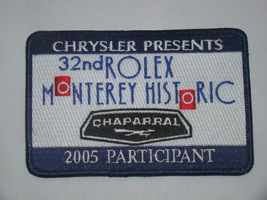 CHRYSLER PRESENTS
32nd ROLEX
MONTEREY HISTORIC
CHAPARRAL
2005 PARTICIPANT